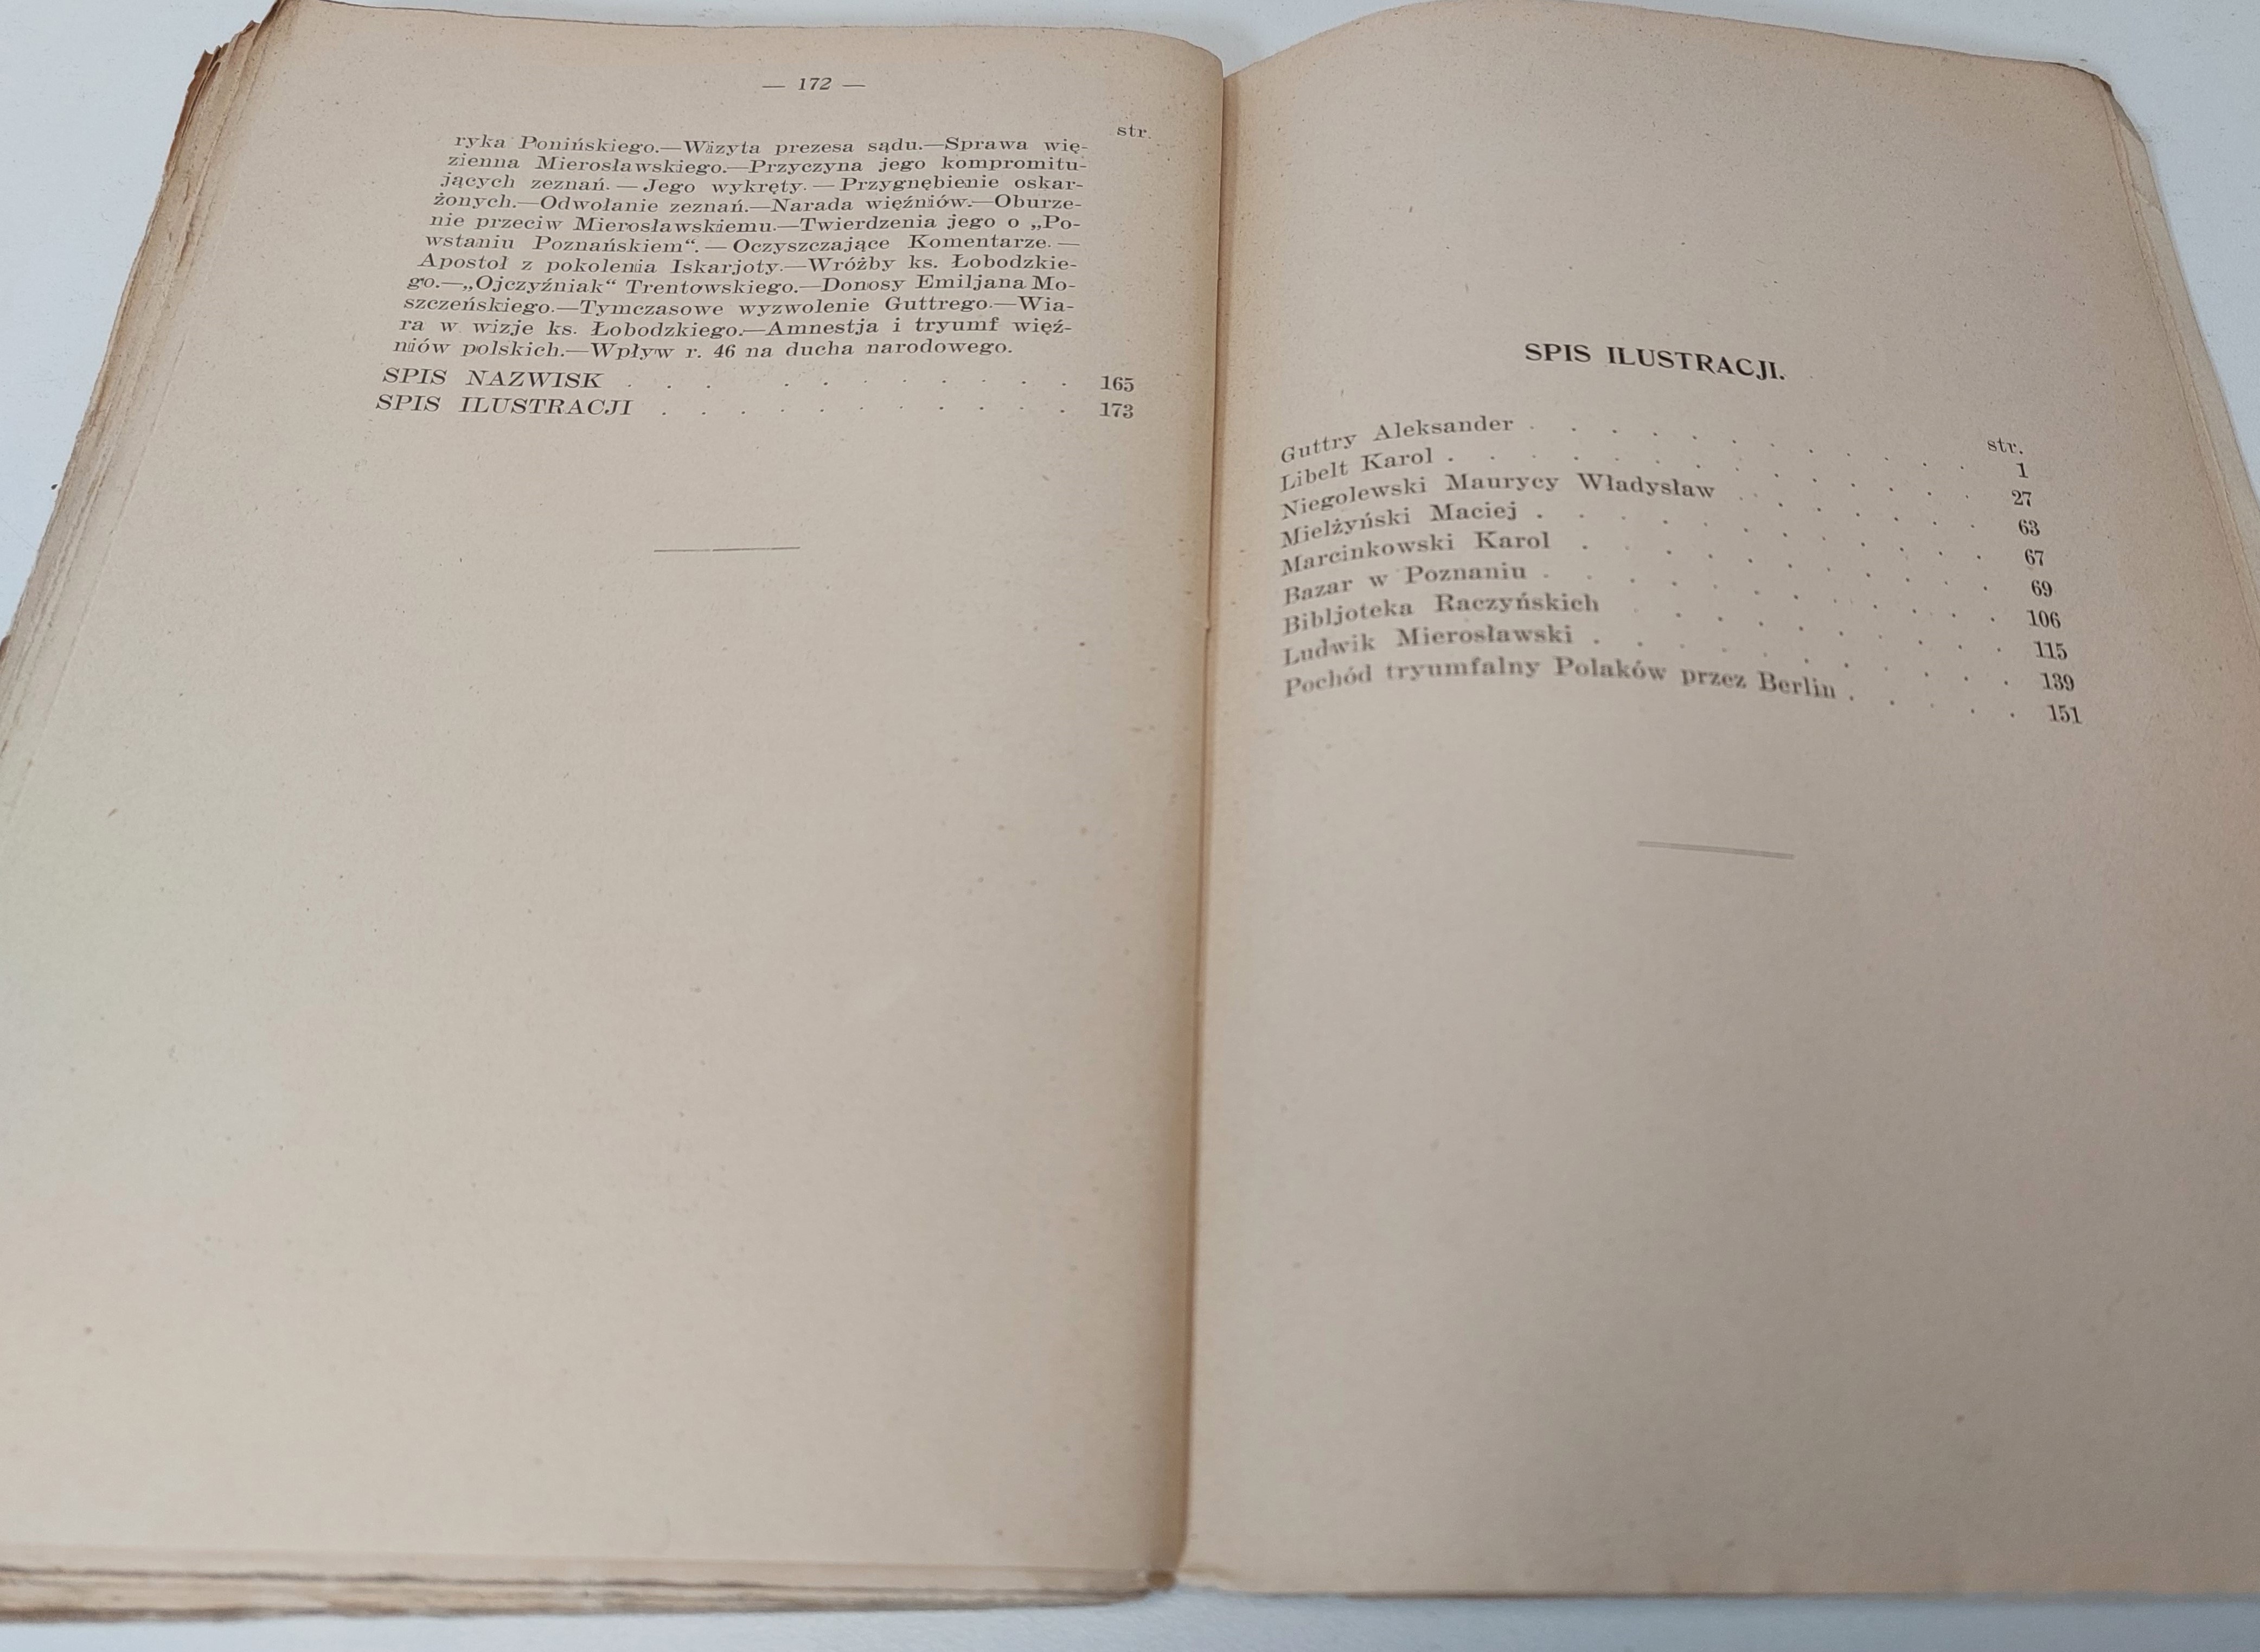 — 172 —
str.
ryka Ponińskiego.—Wizyta prezesa sądu.—Sprawa wię-
zienna Mierosławskiego.—Przyczyna jego kompromitu-
jących zeznań. — Jego wykręty. — Przygnębienie oskar-
żonych.—Odwołanie zeznań.—Narada więźniów.—Oburze-
nie przeciw Mierosławskiemu.—Twierdzenia jego o „Po-
wstaniu Poznańskiem“. — Oczyszczające Komentarze. —
Apostoł z pokolenia Iskarjoty.—Wróżby ks. Łobodzkie-
go.—„Ojczyźniak“ Trentowskiego.—Donosy Emiljana Mo-
szczeńskiego.—Tymczasowe wyzwolenie Guttrego.—Wia-
ra w wizje ks. Łobodzkiego.—Amnestja i tryumf więź-
niów polskich.—Wpływ r. 46 na ducha narodowego.
SPIS NAZWISK . . . . . . . . . . 165
SPIS ILUSTRACJI . . . . . . . . . . 173
SPIS ILUSTRACJI.
str.
Guttry Aleksander . . . . . . . . . . 1
Libelt Karol . . . . . . . . . . 27
Niegolewski Maurycy Władysław . . . . . . . 63
Mielżyński Maciej . . . . . . . . . . 67
Marcinkowski Karol . . . . . . . . . . 69
Bazar w Poznaniu . . . . . . . . . . 106
Bibljoteka Raczyńskich . . . . . . . . . 115
Ludwik Mierosławski . . . . . . . . . . 139
Pochód tryumfalny Polaków przez Berlin . . . . . 151